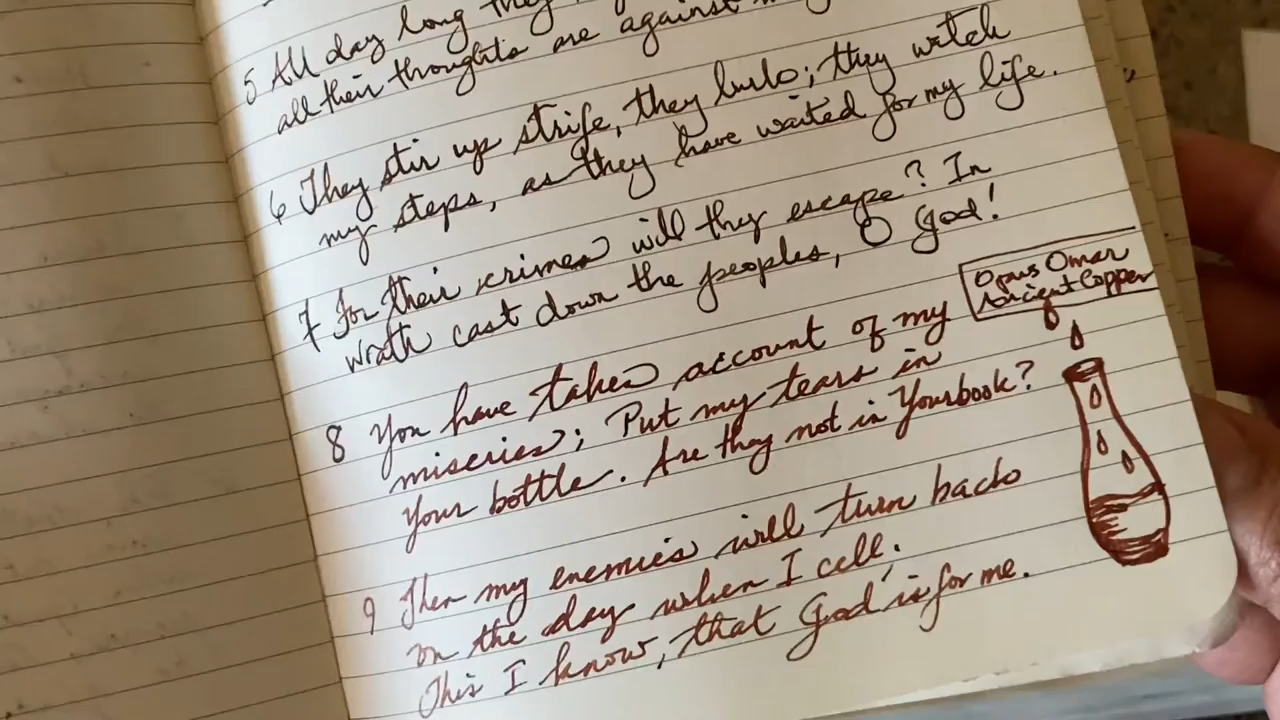 5 All day long they
all their thoughts are against
6 They stir up strife, they lurk; they watch
my steps, as they have waited for my life.
7 For their crimes will they escape? In
wrath cast down the peoples, O God!
Opus Omar
Ancient Copper
8 You have taken account of my
miseries; Put my tears in
Your bottle. Are they not in Your book?
9 Then my enemies will turn back
on the day when I call;
This I know, that God is for me.